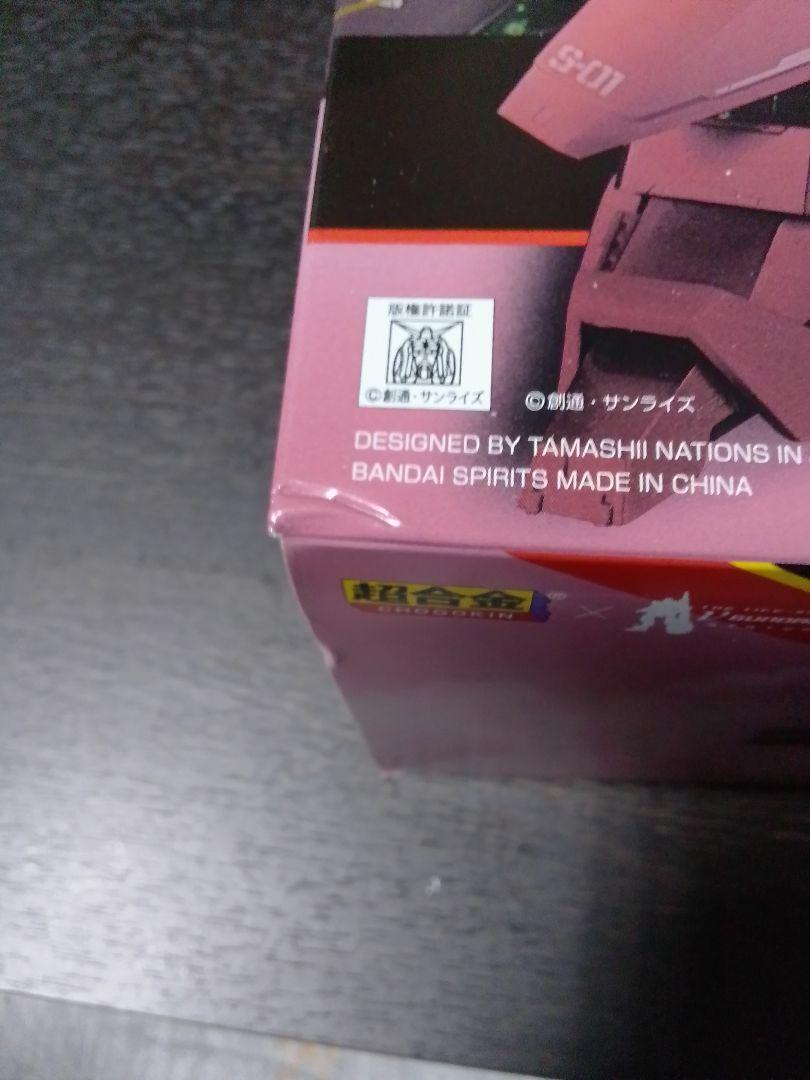 S-01
版権許諾証
©創通・サンライズ
©創通・サンライズ
DESIGNED BY TAMASHII NATIONS IN
BANDAI SPIRITS MADE IN CHINA
超合金® ×
CHOGOKIN